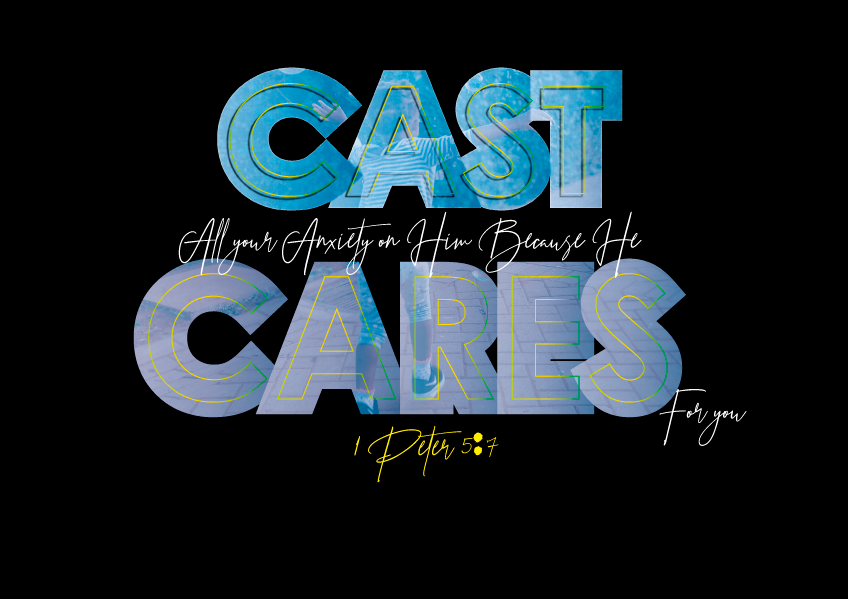 CAST
All your Anxiety on Him Because He
CARES
For you
1 Peter 5:7